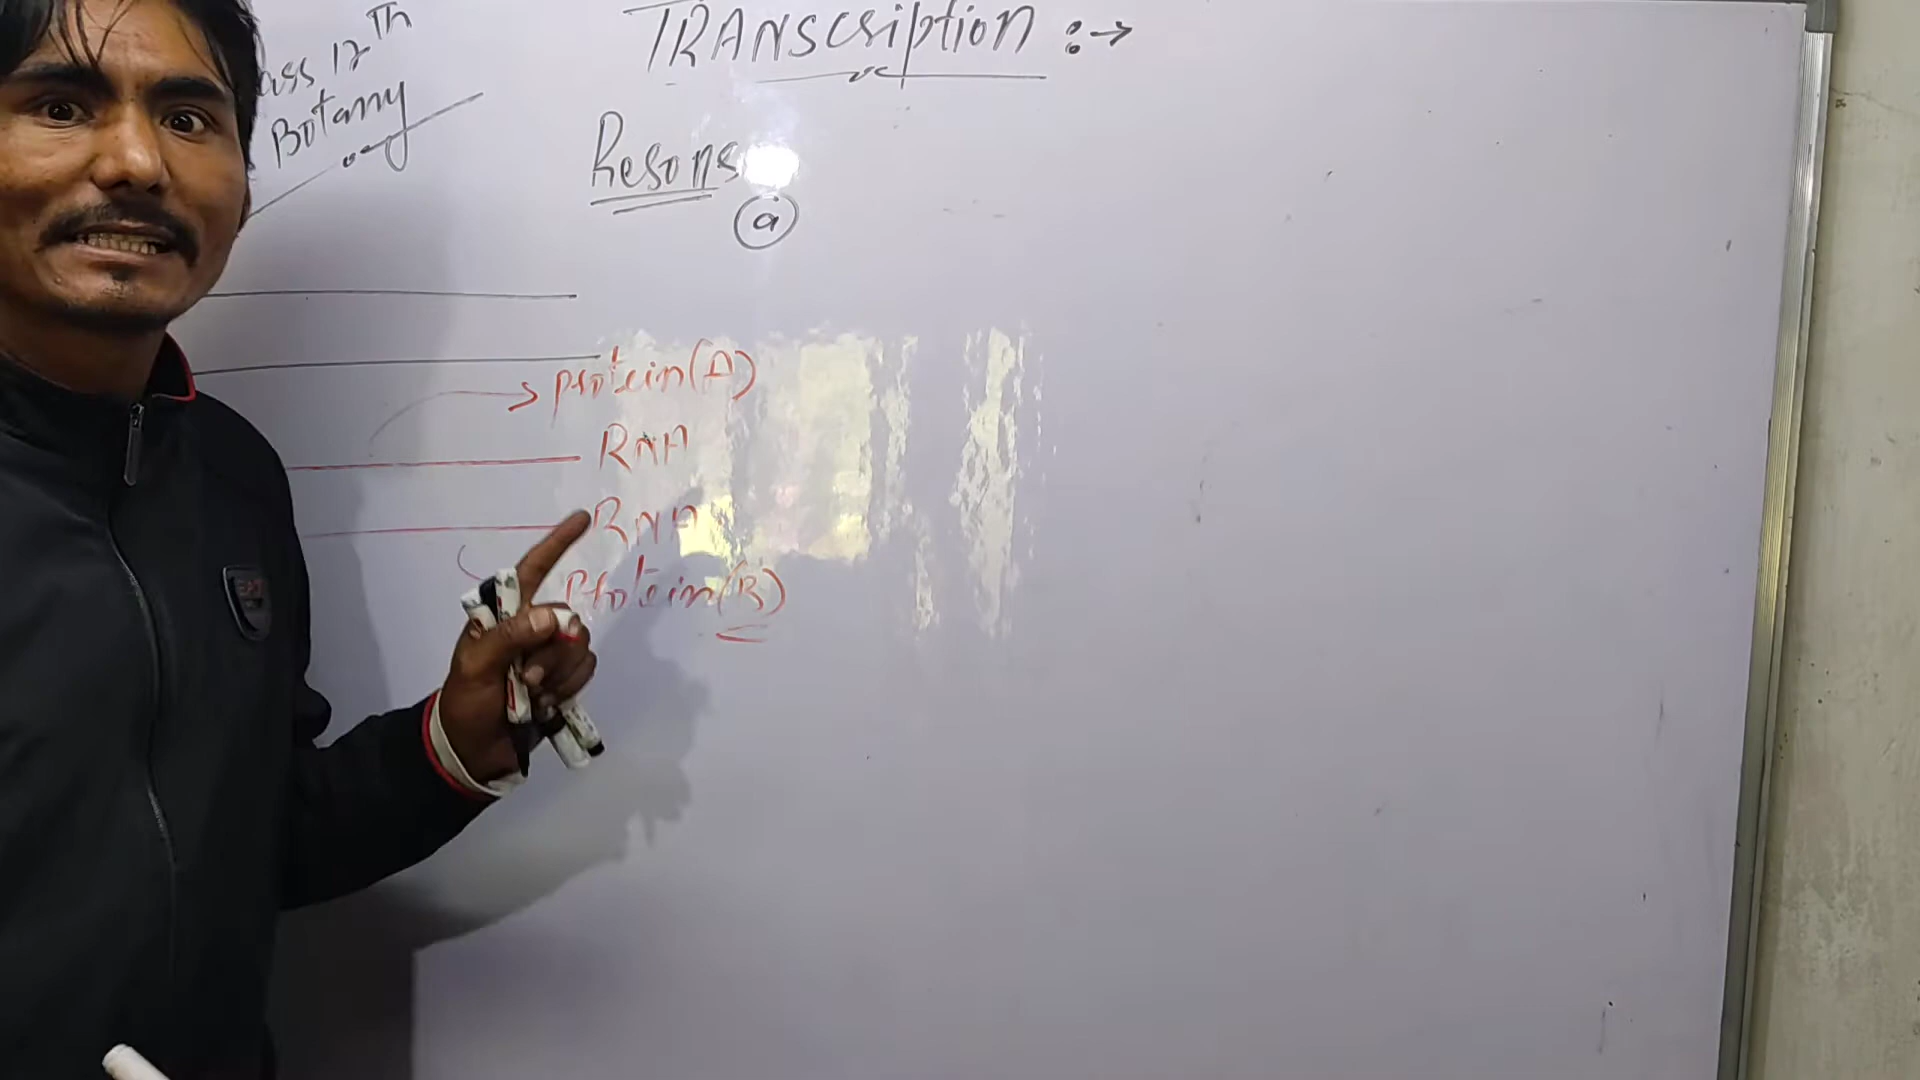 TRANScription :→
ass 12Th
Botany
Resons
a
protein(A)
RNA
RNA
Protein(B)